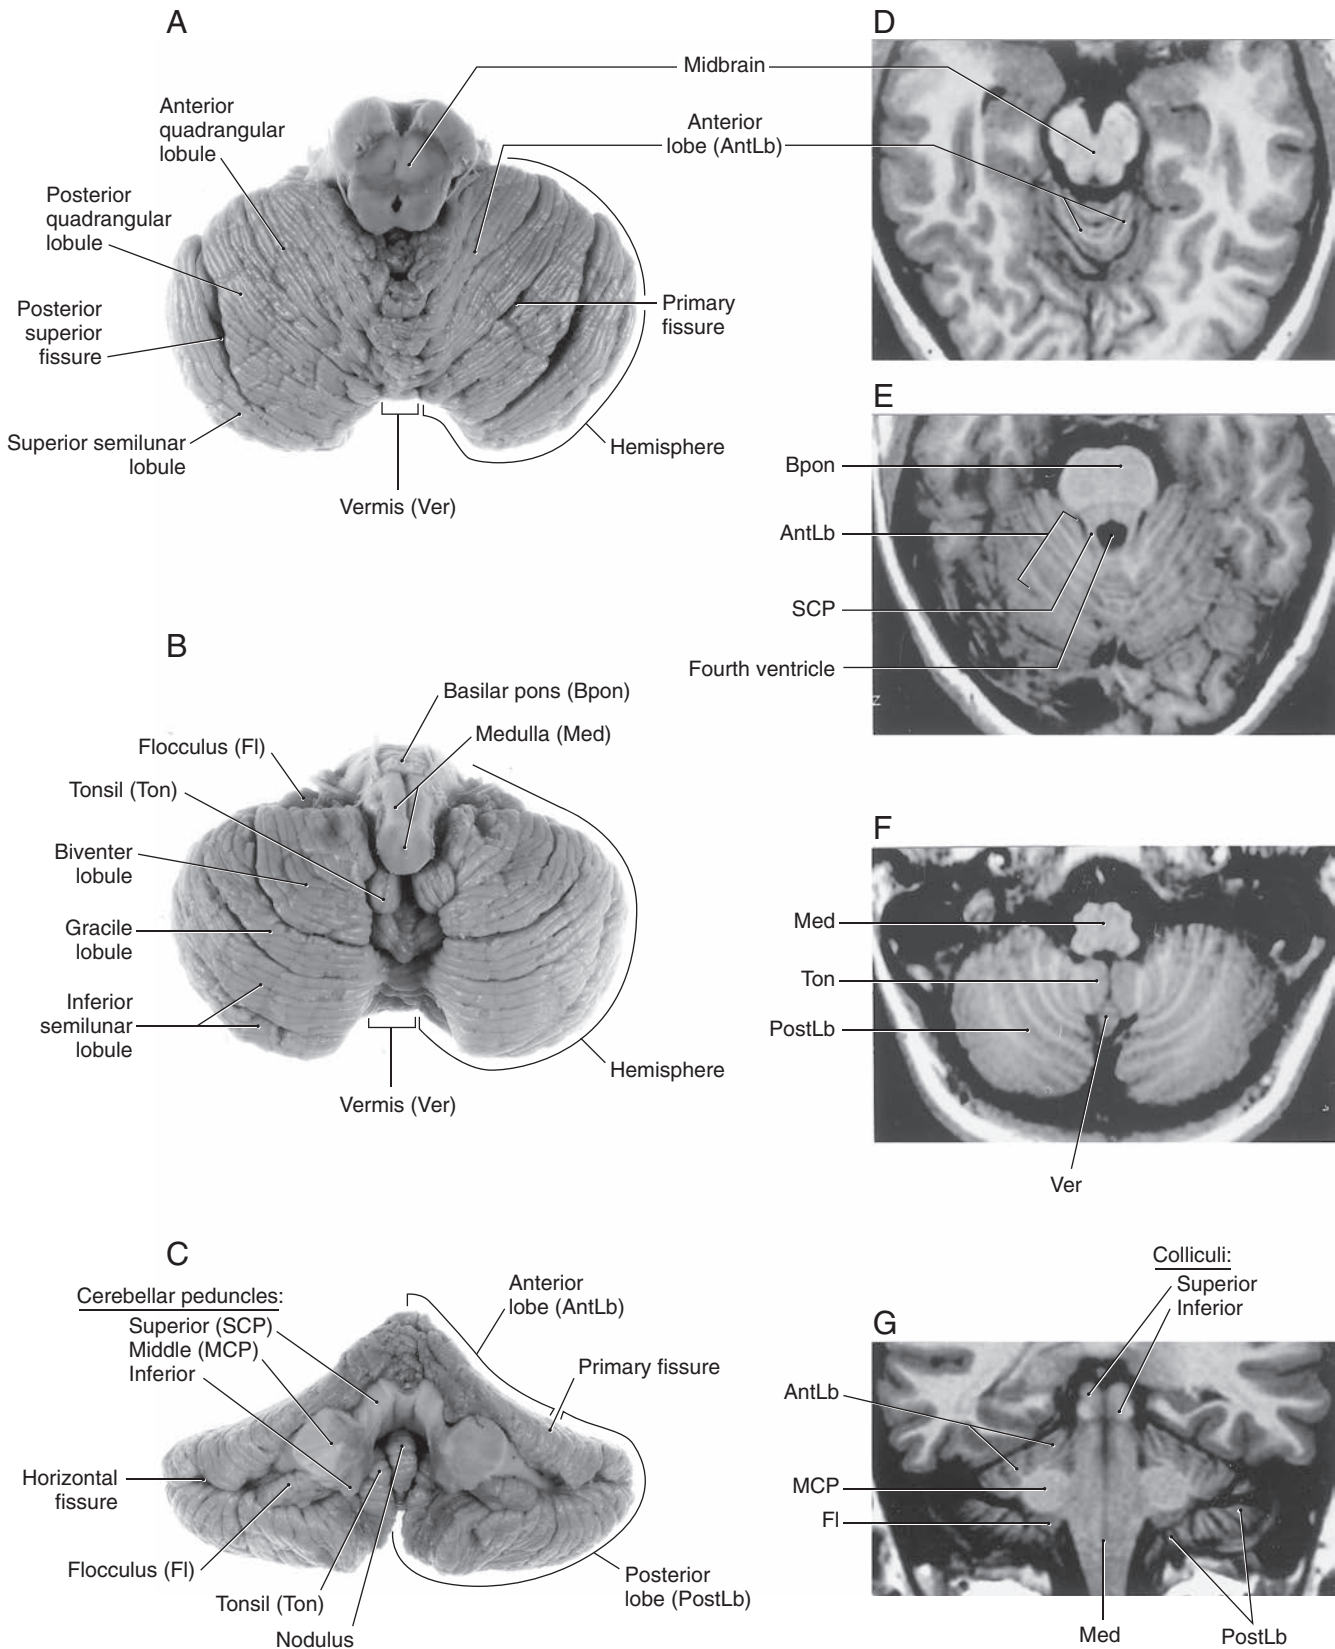 A
Anterior
quadrangular
lobule
Posterior
quadrangular
lobule
Posterior
superior
fissure
Superior semilunar
lobule
Vermis (Ver)
Hemisphere
Primary
fissure
Midbrain
Anterior
lobe (AntLb)
D
E
Bpon
AntLb
SCP
Fourth ventricle
z
B
Basilar pons (Bpon)
Medulla (Med)
Flocculus (Fl)
Tonsil (Ton)
Biventer
lobule
Gracile
lobule
Inferior
semilunar
lobule
Hemisphere
Vermis (Ver)
F
Med
Ton
PostLb
Ver
C
Cerebellar peduncles:
Superior (SCP)
Middle (MCP)
Inferior
Anterior
lobe (AntLb)
Primary fissure
Horizontal
fissure
Flocculus (Fl)
Tonsil (Ton)
Nodulus
Posterior
lobe (PostLb)
Colliculi:
Superior
Inferior
G
AntLb
MCP
Fl
Med
PostLb